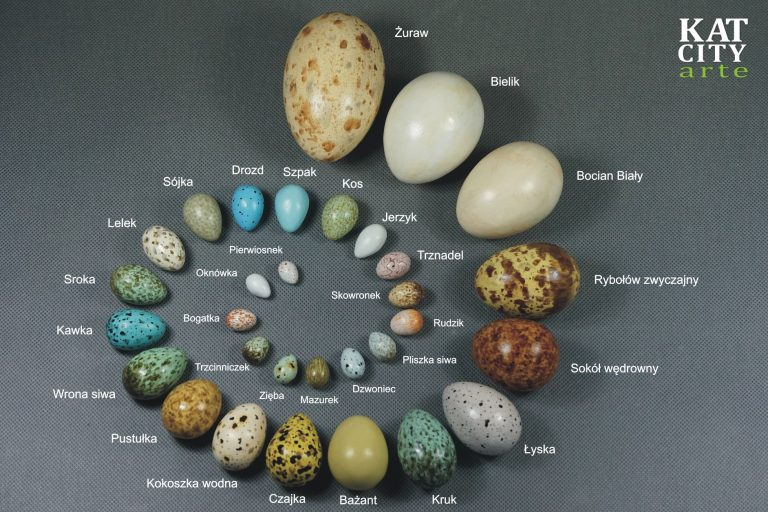 KAT
CITY
arte
Żuraw
Bielik
Bocian Biały
Rybołów zwyczajny
Sokół wędrowny
Łyska
Kruk
Bażant
Czajka
Kokoszka wodna
Pustułka
Wrona siwa
Kawka
Sroka
Lelek
Sójka
Drozd
Szpak
Kos
Jerzyk
Trznadel
Skowronek
Rudzik
Pliszka siwa
Dzwoniec
Mazurek
Zięba
Trzcinniczek
Bogatka
Oknówka
Pierwiosnek